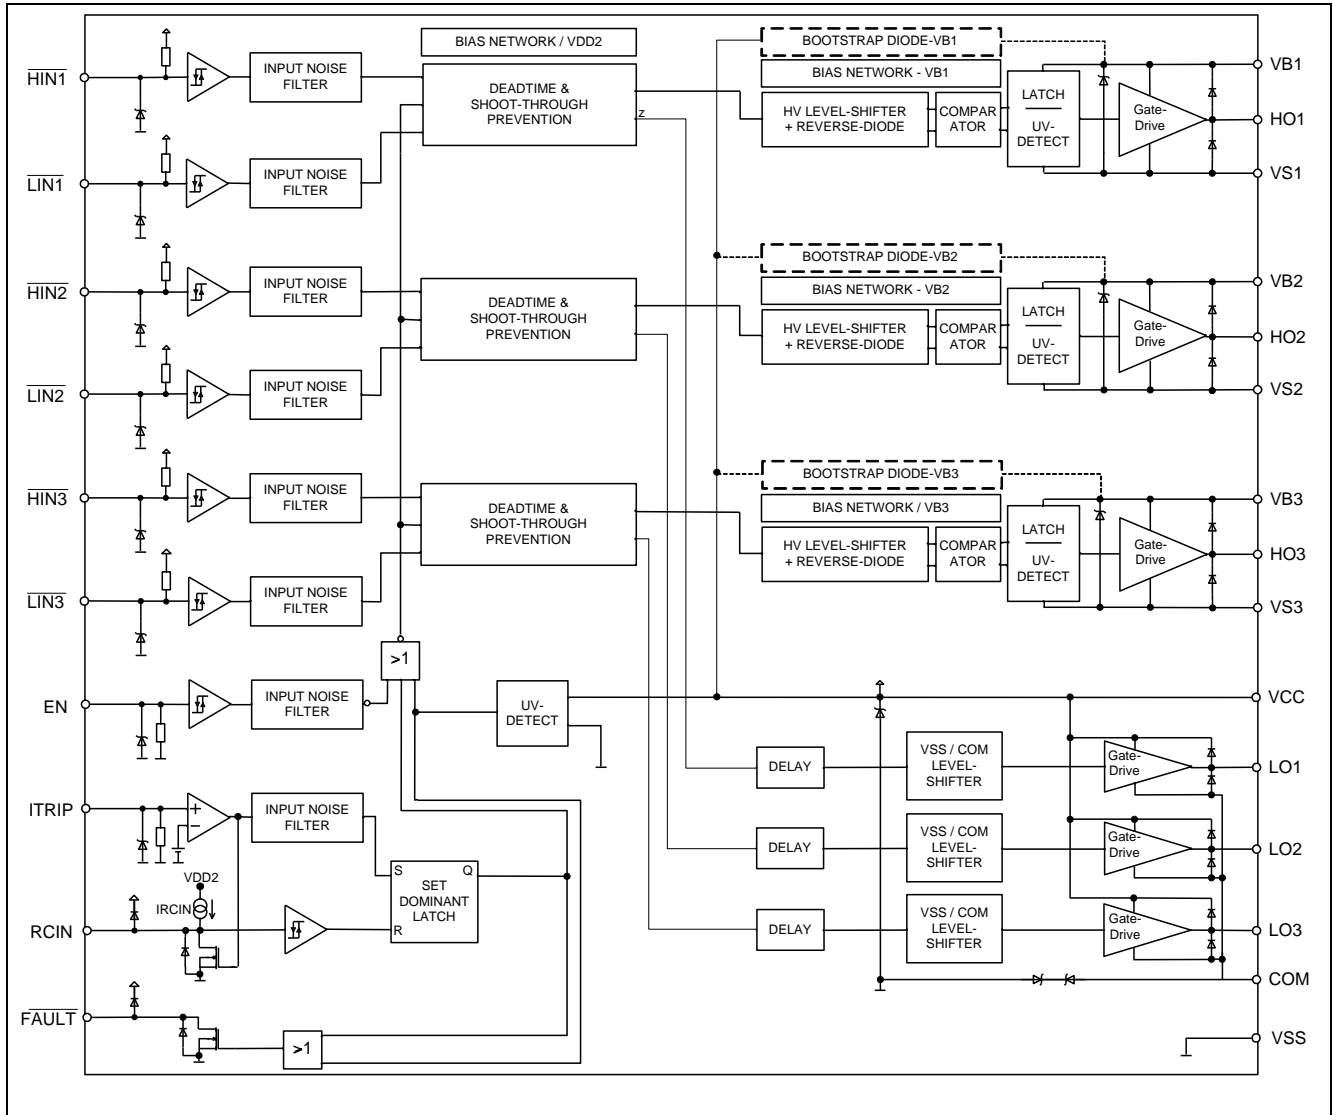 BIAS NETWORK / VDD2
BOOTSTRAP DIODE-VB1
HIN1
INPUT NOISE
FILTER
DEADTIME &
SHOOT-THROUGH
PREVENTION
Z
BIAS NETWORK - VB1
HV LEVEL-SHIFTER
+ REVERSE-DIODE
COMPAR
ATOR
LATCH
UV-
DETECT
Gate-
Drive
VB1
HO1
VS1
LIN1
INPUT NOISE
FILTER
BOOTSTRAP DIODE-VB2
HIN2
INPUT NOISE
FILTER
DEADTIME &
SHOOT-THROUGH
PREVENTION
BIAS NETWORK - VB2
HV LEVEL-SHIFTER
+ REVERSE-DIODE
COMPAR
ATOR
LATCH
UV-
DETECT
Gate-
Drive
VB2
HO2
VS2
LIN2
INPUT NOISE
FILTER
BOOTSTRAP DIODE-VB3
HIN3
INPUT NOISE
FILTER
DEADTIME &
SHOOT-THROUGH
PREVENTION
BIAS NETWORK / VB3
HV LEVEL-SHIFTER
+ REVERSE-DIODE
COMPAR
ATOR
LATCH
UV-
DETECT
Gate-
Drive
VB3
HO3
VS3
LIN3
INPUT NOISE
FILTER
>1
EN
INPUT NOISE
FILTER
UV-
DETECT
VCC
DELAY
VSS / COM
LEVEL-
SHIFTER
Gate-
Drive
LO1
ITRIP
+
−
INPUT NOISE
FILTER
DELAY
VSS / COM
LEVEL-
SHIFTER
Gate-
Drive
LO2
VDD2
IRCIN
S
Q
SET
DOMINANT
LATCH
R
RCIN
DELAY
VSS / COM
LEVEL-
SHIFTER
Gate-
Drive
LO3
COM
FAULT
>1
VSS